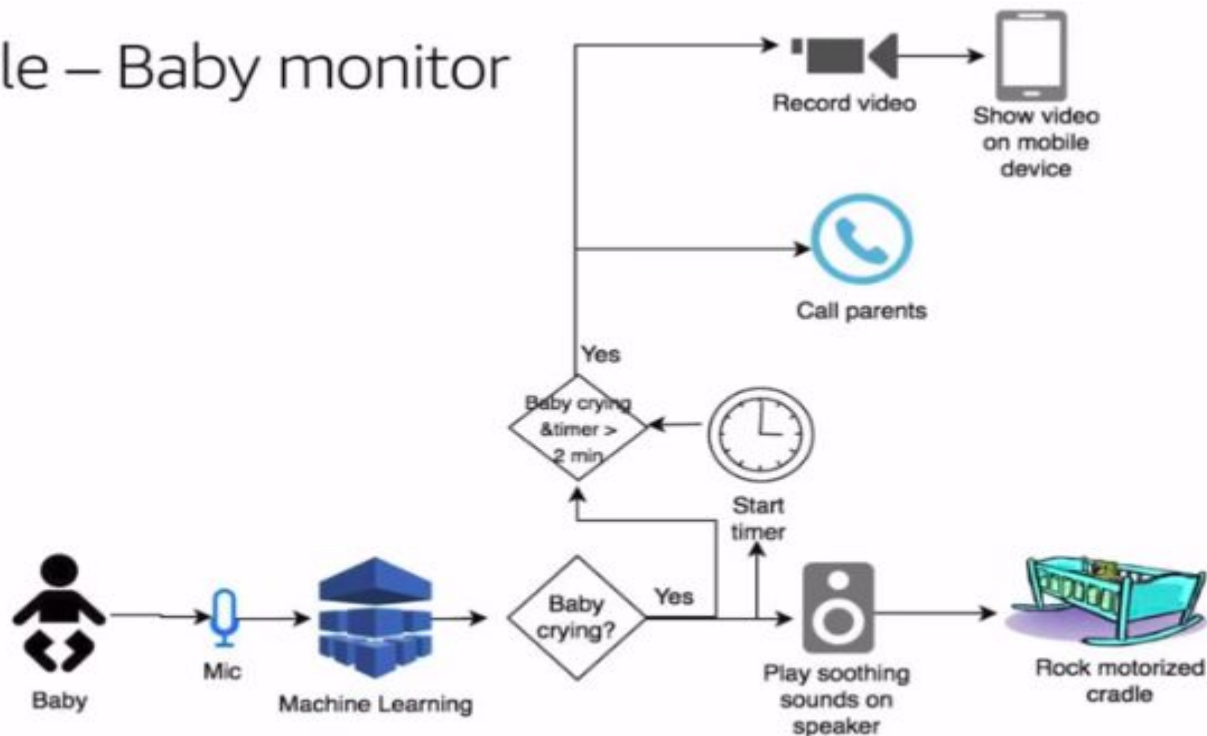 le – Baby monitor
Record video
Show video
on mobile
device
Call parents
Yes
Baby crying
&timer >
2 min
Start
timer
Baby
crying?
Yes
Baby
Mic
Machine Learning
Play soothing
sounds on
speaker
Rock motorized
cradle